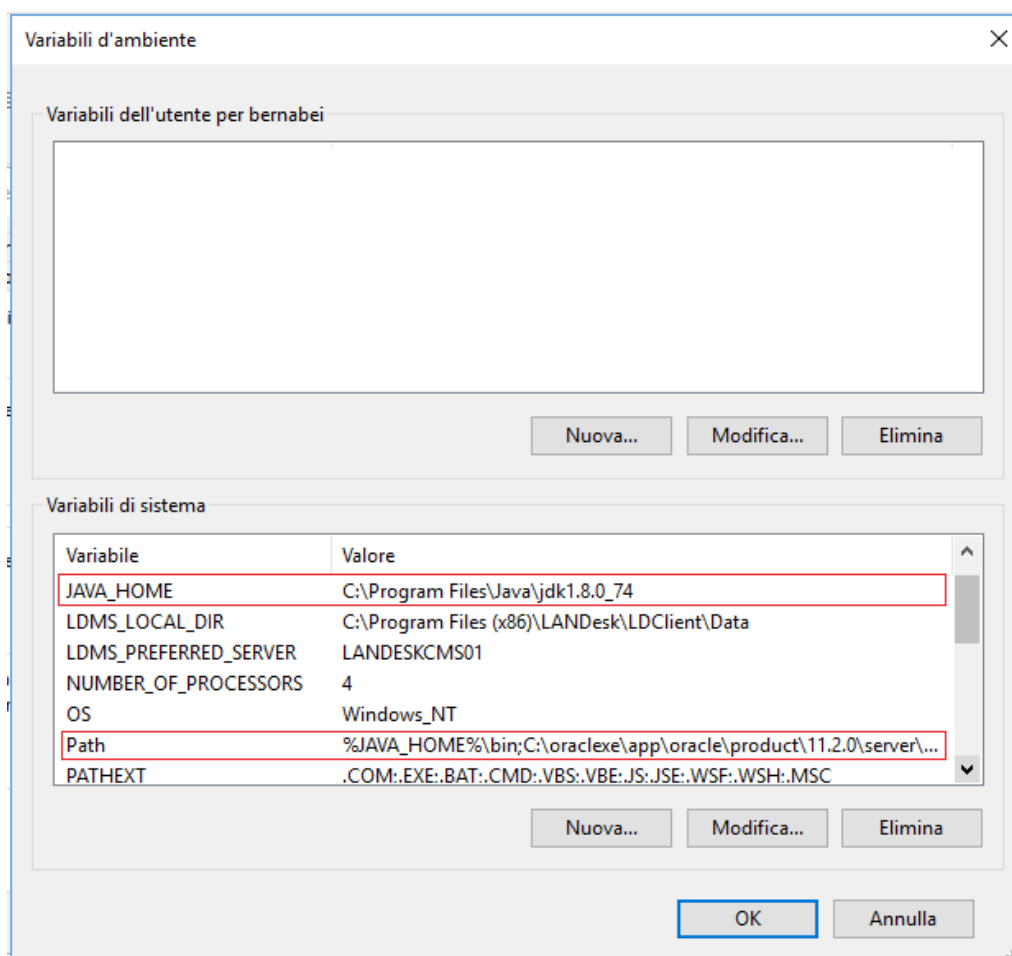 Variabili d'ambiente
Variabili dell'utente per bernabei
Nuova... Modifica... Elimina
Variabili di sistema
Variabile Valore
JAVA_HOME C:\Program Files\Java\jdk1.8.0_74
LDMS_LOCAL_DIR C:\Program Files (x86)\LANDesk\LDClient\Data
LDMS_PREFERRED_SERVER LANDESKCMS01
NUMBER_OF_PROCESSORS 4
OS Windows_NT
Path %JAVA_HOME%\bin;C:\oraclexe\app\oracle\product\11.2.0\server\...
PATHEXT .COM;.EXE;.BAT;.CMD;.VBS;.VBE;.JS;.JSE;.WSF;.WSH;.MSC
Nuova... Modifica... Elimina
OK Annulla